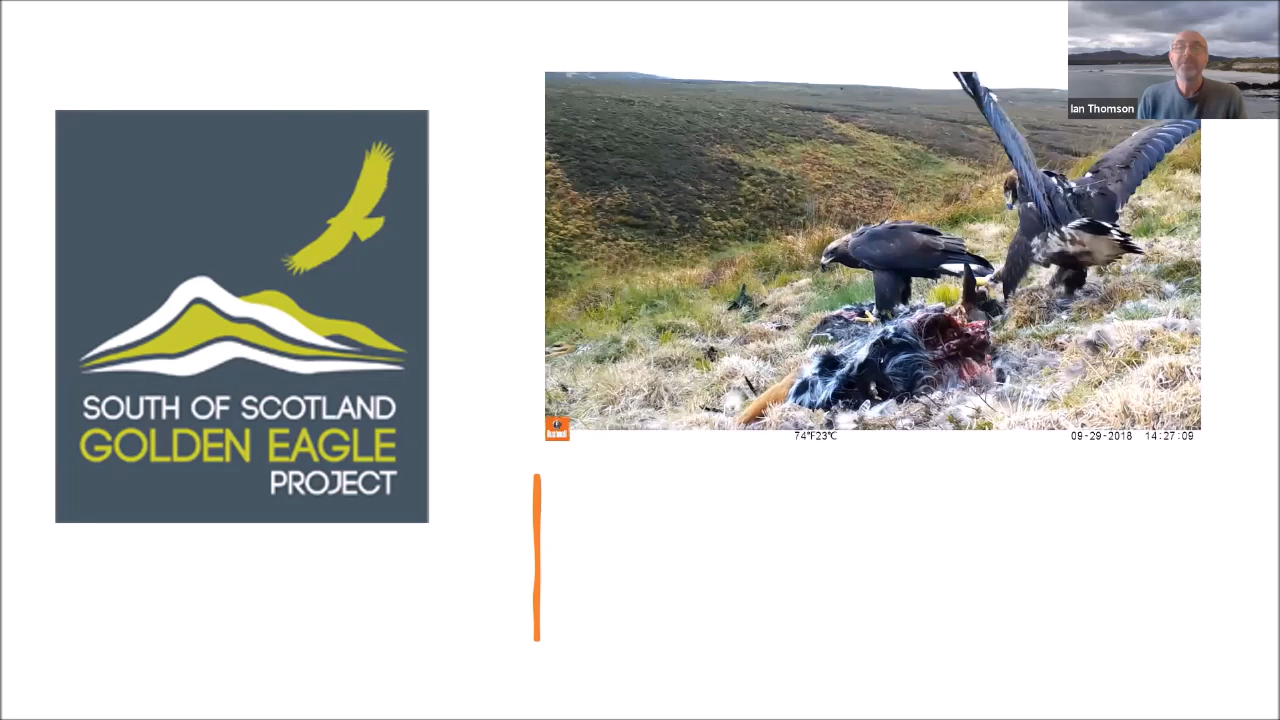 Ian Thomson
SOUTH OF SCOTLAND
GOLDEN EAGLE
PROJECT
74°F23°C
09-29-2018 14:27:09